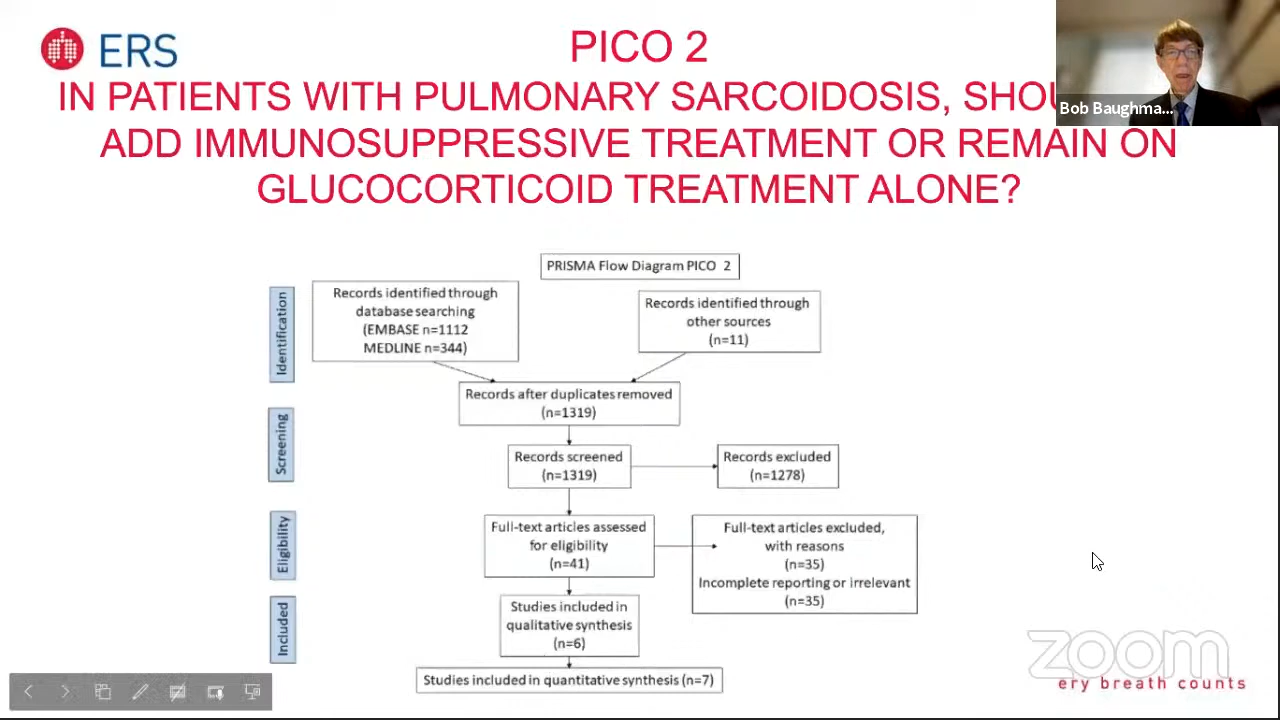 ERS
PICO 2
IN PATIENTS WITH PULMONARY SARCOIDOSIS,
ADD IMMUNOSUPPRESSIVE TREATMENT OR REMAIN ON
GLUCOCORTICOID TREATMENT ALONE?
Bob Baughma...
PRISMA Flow Diagram PICO 2
Identification
Records identified through
database searching
(EMBASE n=1112
MEDLINE n=344)
Records identified through
other sources
(n=11)
Records after duplicates removed
(n=1319)
Screening
Records screened
(n=1319)
Records excluded
(n=1278)
Eligibility
Full-text articles assessed
for eligibility
(n=41)
Full-text articles excluded,
with reasons
(n=35)
Incomplete reporting or irrelevant
(n=35)
Included
Studies included in
qualitative synthesis
(n=6)
Studies included in quantitative synthesis (n=7)
zoom
ery breath counts